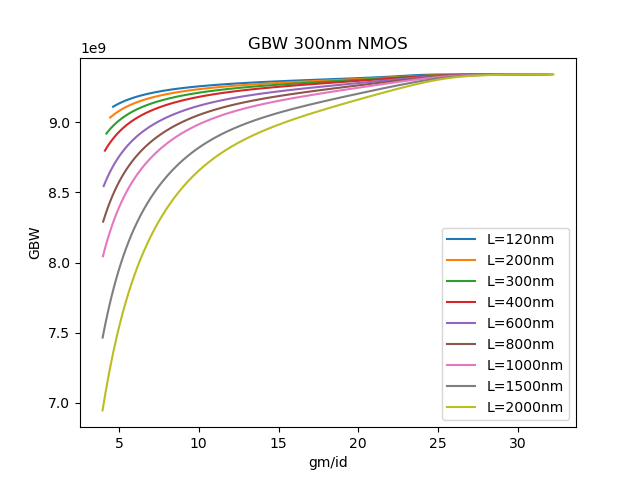 GBW 300nm NMOS
1e9
9.0
8.5
8.0
7.5
7.0
GBW
5 10 15 20 25 30
gm/id
L=120nm
L=200nm
L=300nm
L=400nm
L=600nm
L=800nm
L=1000nm
L=1500nm
L=2000nm